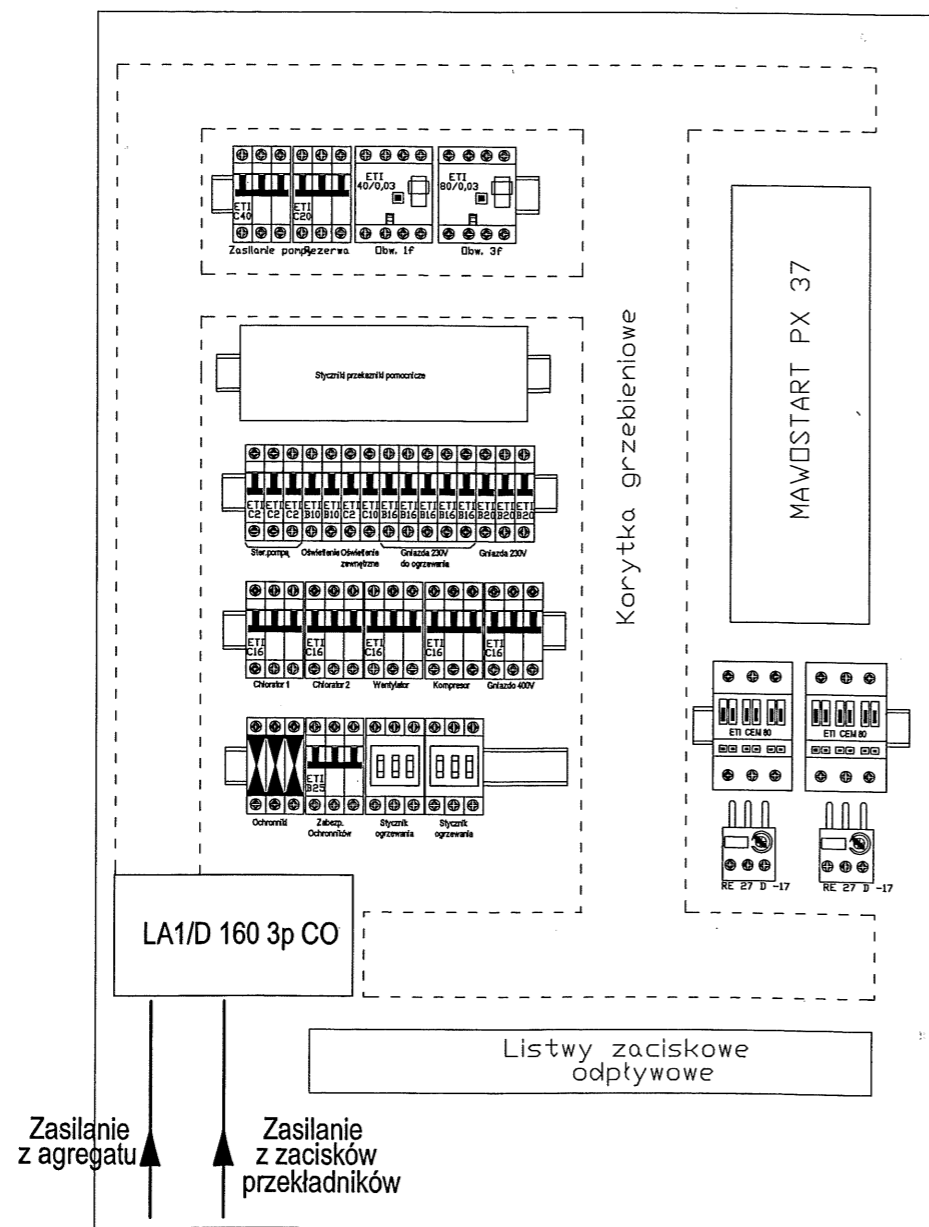 ETI C40
ETI C20
ETI 40/0,03
ETI 80/0,03
Zasilanie pompy
Rezerwa
Obw. 1f
Obw. 3f
Styczniki przekaźniki pomocnicze
ETI ETI ETI ETI ETI ETI ETI ETI ETI ETI ETI ETI ETI ETI
C2 C2 C2 B10 B10 C2 C10 B16 B16 B16 B16 B20 B20 B20
Ster.pompą
Oświetlenie
Oświetlenie
zewnętrzne
Gniazda 230V
do ogrzewania
Gniazda 230V
ETI C16
ETI C16
ETI C16
ETI C16
ETI C16
Chlorator 1
Chlorator 2
Wentylator
Kompresor
Gniazdo 400V
ETI B25
Ochronniki
Zabezp.
Ochronników
Stycznik
ogrzewania
Stycznik
ogrzewania
Korytka grzebieniowe
MAWOSTART PX 37
ETI CEM 80
ETI CEM 80
RE 27 D -17
RE 27 D -17
LA1/D 160 3p CO
Listwy zaciskowe
odpływowe
Zasilanie
z agregatu
Zasilanie
z zacisków
przekładników